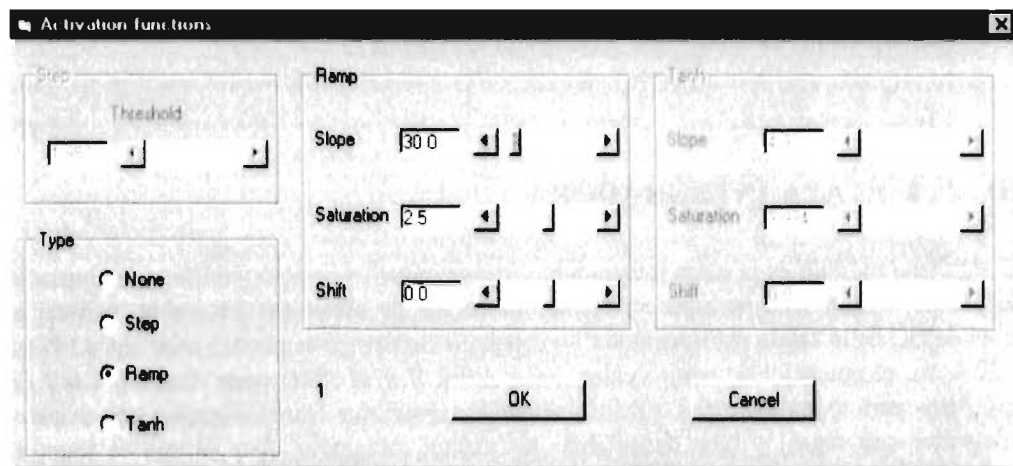 Activation functions
Step
Threshold
Ramp
Slope 30.0
Saturation 2.5
Shift 0.0
Tanh
Slope
Saturation
Shift
Type
None
Step
Ramp
Tanh
1
OK
Cancel